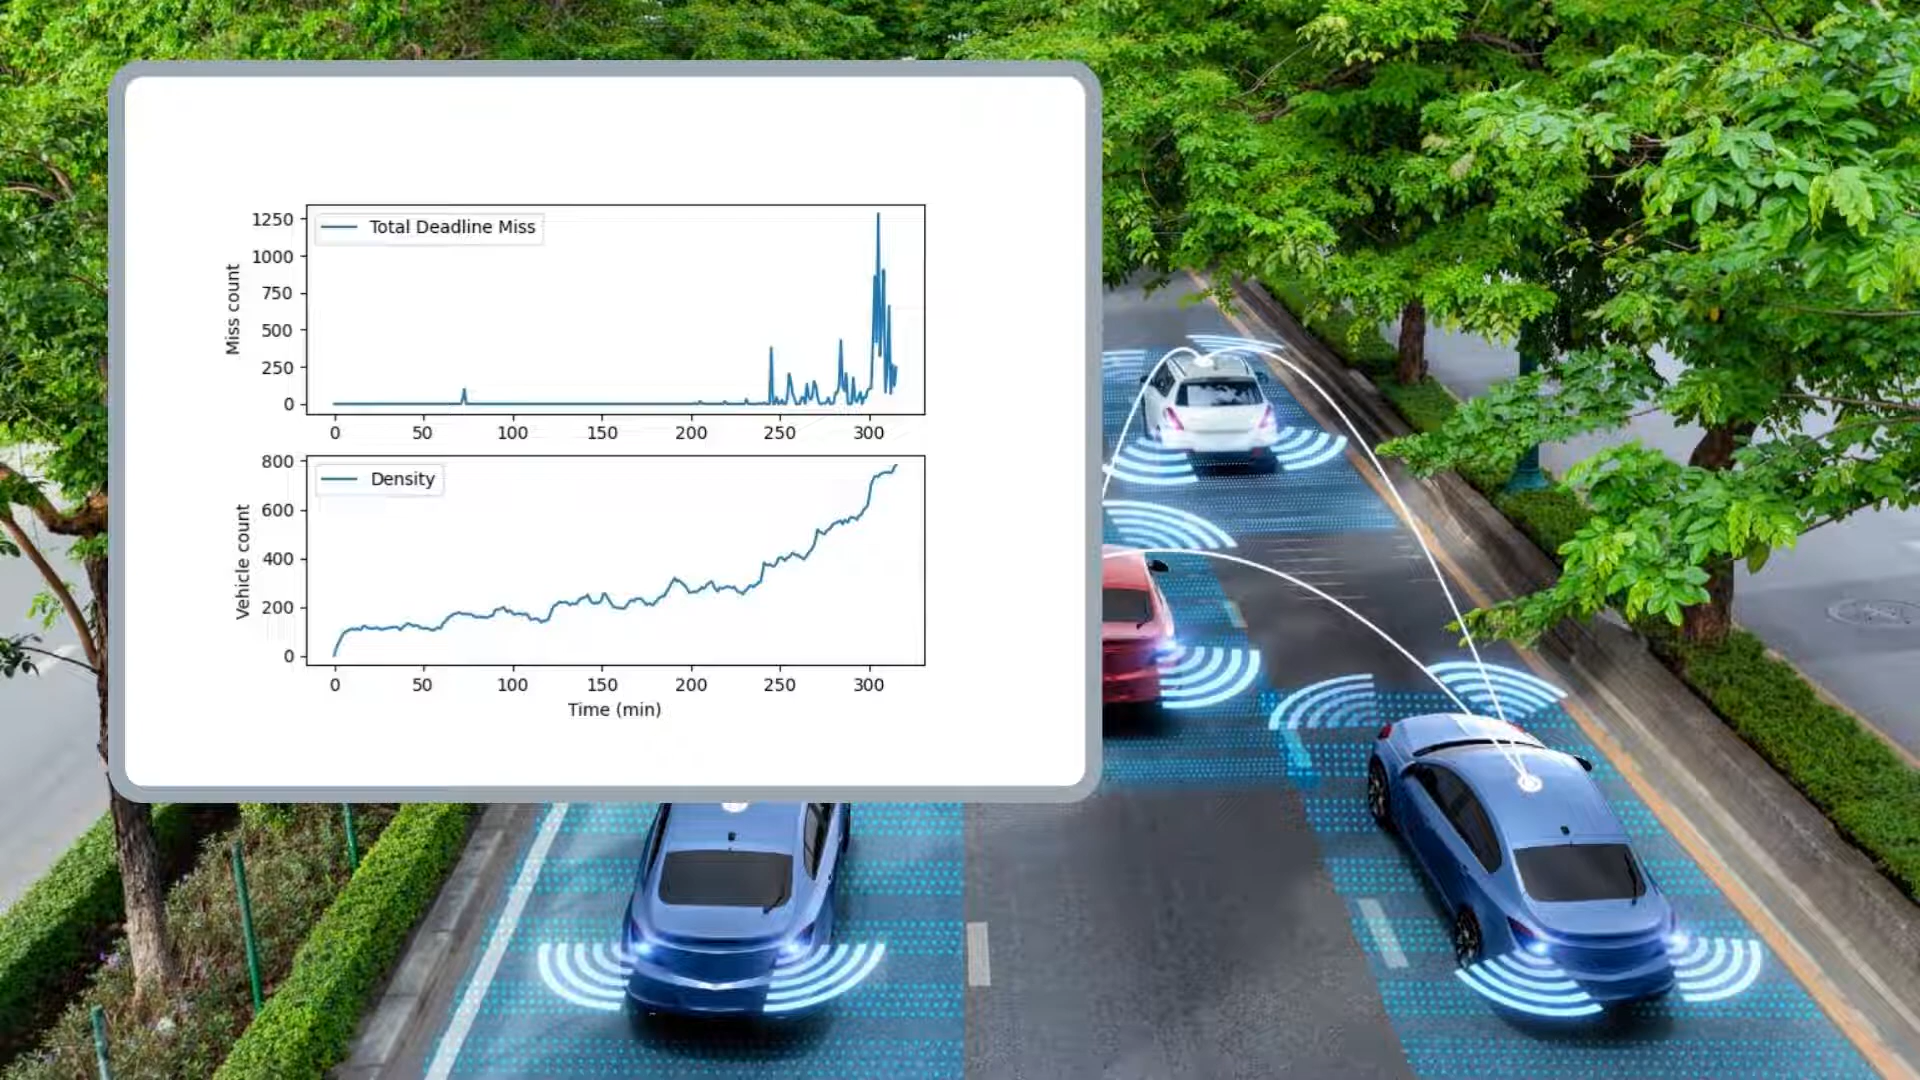 Total Deadline Miss
1250
1000
750
500
250
0
Miss count
0 50 100 150 200 250 300
Density
800
600
400
200
0
Vehicle count
0 50 100 150 200 250 300
Time (min)